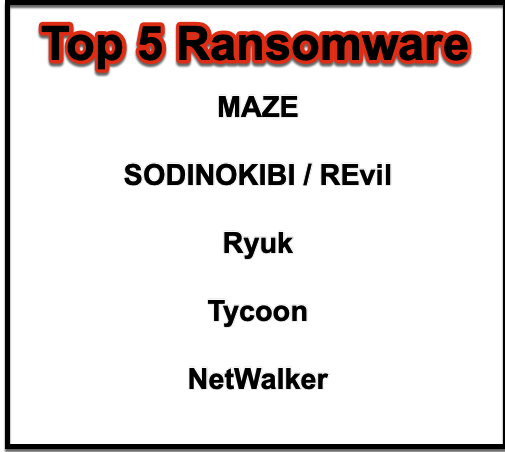 Top 5 Ransomware
MAZE
SODINOKIBI / REvil
Ryuk
Tycoon
NetWalker